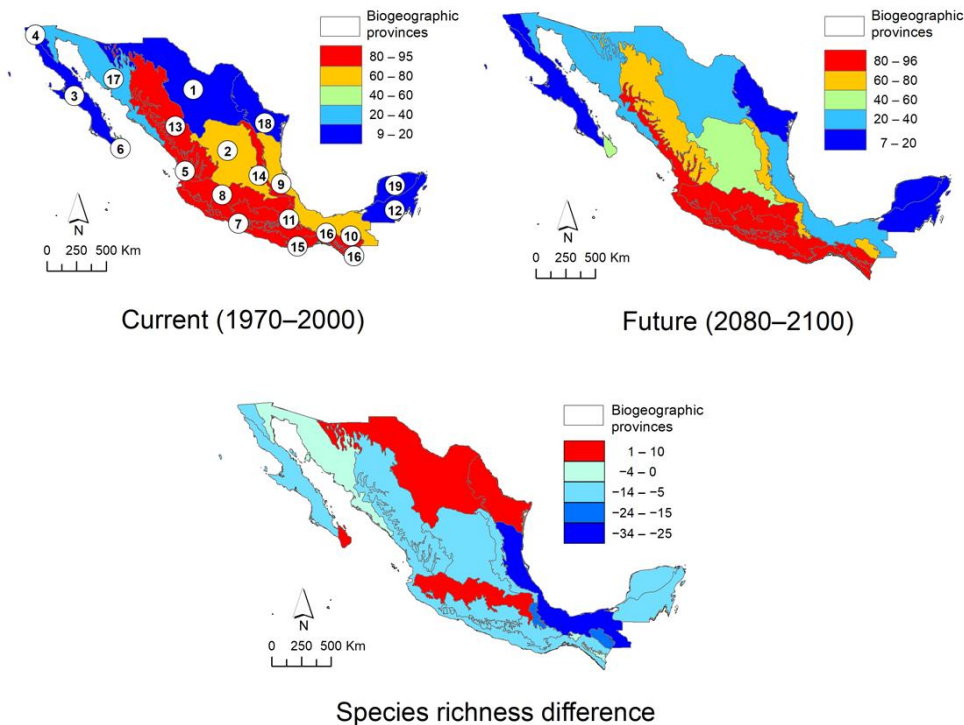 Biogeographic
provinces
80 – 95
60 – 80
40 – 60
20 – 40
9 – 20
4
17
1
3
18
13
6
2
5
14
9
19
8
12
11
7
16
10
15
16
N
0 250 500 Km
Current (1970–2000)
Biogeographic
provinces
80 – 96
60 – 80
40 – 60
20 – 40
7 – 20
N
0 250 500 Km
Future (2080–2100)
Biogeographic
provinces
1 – 10
−4 – 0
−14 – −5
−24 – −15
−34 – −25
N
0 250 500 Km
Species richness difference